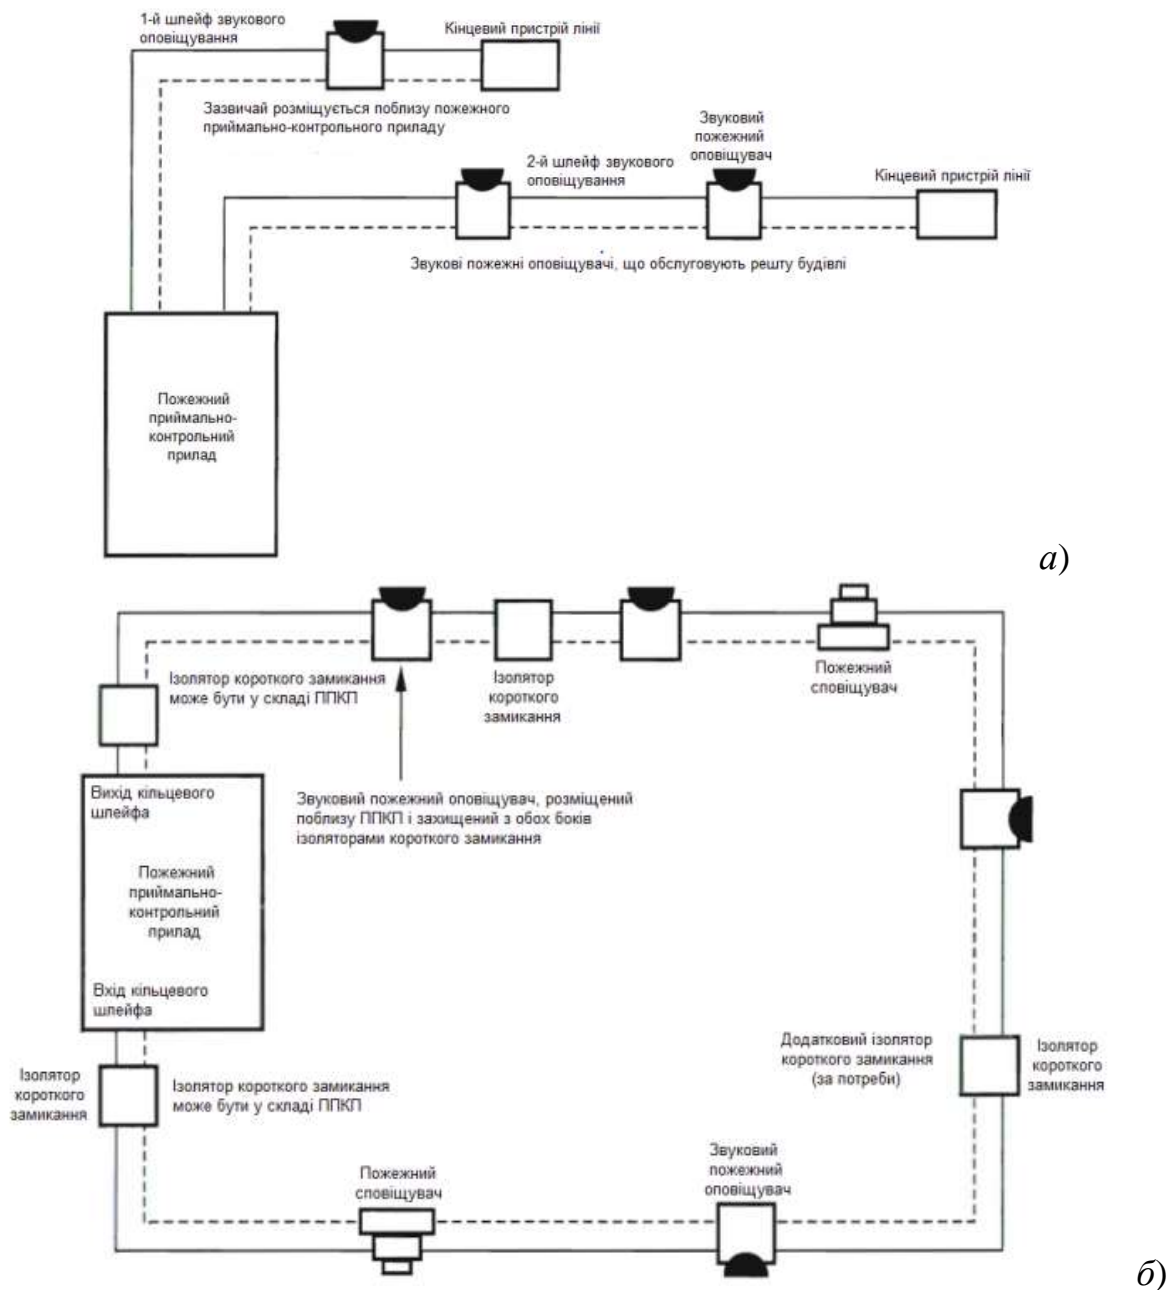 1-й шлейф звукового
оповіщування
Кінцевий пристрій лінії
Зазвичай розміщується поблизу пожежного
приймально-контрольного приладу
Звуковий
пожежний
оповіщувач
2-й шлейф звукового
оповіщування
Кінцевий пристрій лінії
Звукові пожежні оповіщувачі, що обслуговують решту будівлі
Пожежний
приймально-
контрольний
прилад
а)
Ізолятор короткого замикання
може бути у складі ППКП
Ізолятор
короткого
замикання
Пожежний
сповіщувач
Вихід кільцевого
шлейфа
Звуковий пожежний оповіщувач, розміщений
поблизу ППКП і захищений з обох боків
ізоляторами короткого замикання
Пожежний
приймально-
контрольний
прилад
Вхід кільцевого
шлейфа
Додатковий ізолятор
короткого замикання
(за потреби)
Ізолятор
короткого
замикання
Ізолятор
короткого
замикання
Ізолятор короткого замикання
може бути у складі ППКП
Пожежний
сповіщувач
Звуковий
пожежний
оповіщувач
б)